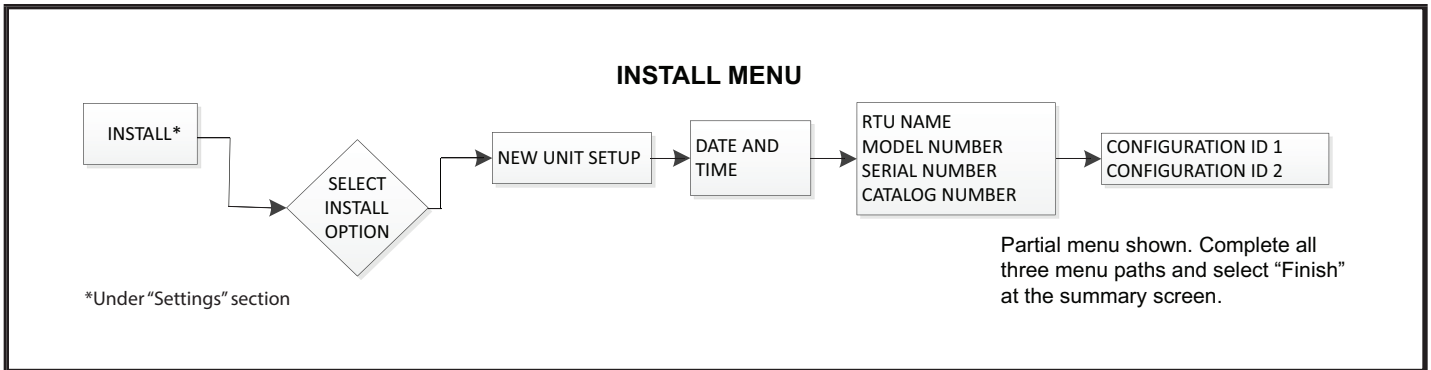 INSTALL MENU
INSTALL*
SELECT
INSTALL
OPTION
NEW UNIT SETUP
DATE AND
TIME
RTU NAME
MODEL NUMBER
SERIAL NUMBER
CATALOG NUMBER
CONFIGURATION ID 1
CONFIGURATION ID 2
Partial menu shown. Complete all
three menu paths and select “Finish”
at the summary screen.
*Under “Settings” section